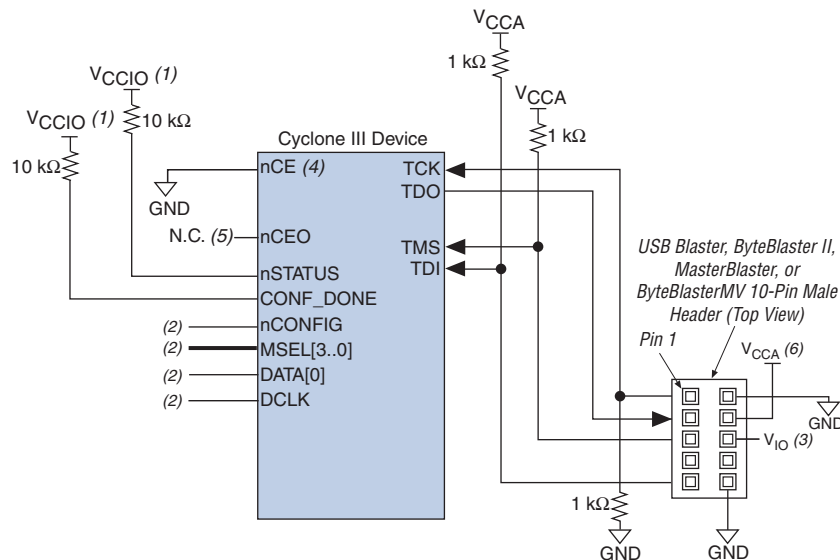 VCCA
1 kΩ
VCCIO (1)
VCCA
VCCIO (1)
10 kΩ
1 kΩ
Cyclone III Device
10 kΩ
nCE (4)
TCK
GND
TDO
N.C. (5)
nCEO
TMS
USB Blaster, ByteBlaster II,
MasterBlaster, or
ByteBlasterMV 10-Pin Male
Header (Top View)
nSTATUS
TDI
CONF_DONE
(2)
nCONFIG
Pin 1
VCCA (6)
(2)
MSEL[3..0]
(2)
DATA[0]
(2)
DCLK
GND
VIO (3)
1 kΩ
GND
GND